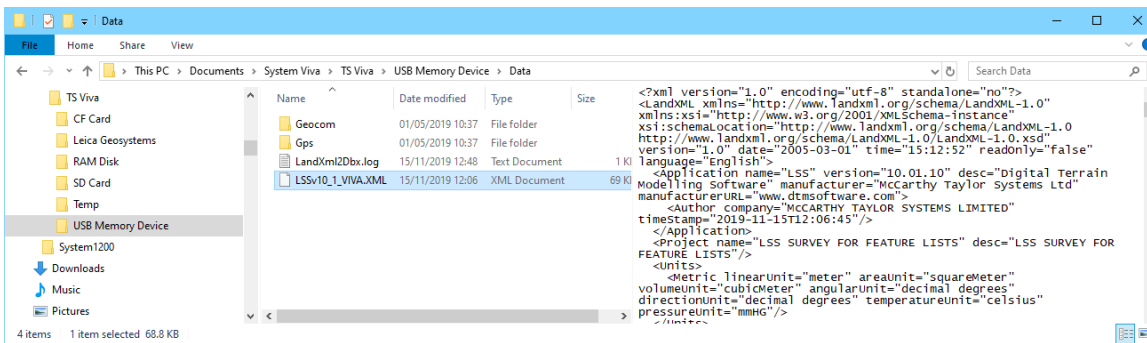 Data
File Home Share View
This PC > Documents > System Viva > TS Viva > USB Memory Device > Data
Search Data
TS Viva
CF Card
Leica Geosystems
RAM Disk
SD Card
Temp
USB Memory Device
System1200
Downloads
Music
Pictures
Name Date modified Type Size
Geocom 01/05/2019 10:37 File folder
Gps 01/05/2019 10:37 File folder
LandXml2Dbx.log 15/11/2019 12:48 Text Document 1 K
LSSv10_1_VIVA.XML 15/11/2019 12:06 XML Document 69 K
<?xml version="1.0" encoding="utf-8" standalone="no"?>
<LandXML xmlns="http://www.landxml.org/schema/LandXML-1.0"
xmlns:xsi="http://www.w3.org/2001/XMLSchema-instance"
xsi:schemaLocation="http://www.landxml.org/schema/LandXML-1.0
http://www.landxml.org/schema/LandXML-1.0/LandXML-1.0.xsd"
version="1.0" date="2005-03-01" time="15:12:52" readOnly="false"
language="English">
<Application name="LSS" version="10.01.10" desc="Digital Terrain
Modelling Software" manufacturer="McCarthy Taylor Systems Ltd"
manufacturerURL="www.dtmsoftware.com">
<Author company="McCARTHY TAYLOR SYSTEMS LIMITED"
timeStamp="2019-11-15T12:06:45"/>
</Application>
<Project name="LSS SURVEY FOR FEATURE LISTS" desc="LSS SURVEY FOR
FEATURE LISTS"/>
<Units>
<Metric linearUnit="meter" areaUnit="squareMeter"
volumeUnit="cubicMeter" angularUnit="decimal degrees"
directionUnit="decimal degrees" temperatureUnit="celsius"
pressureUnit="mmHG"/>
</Units>
4 items 1 item selected 68.8 KB